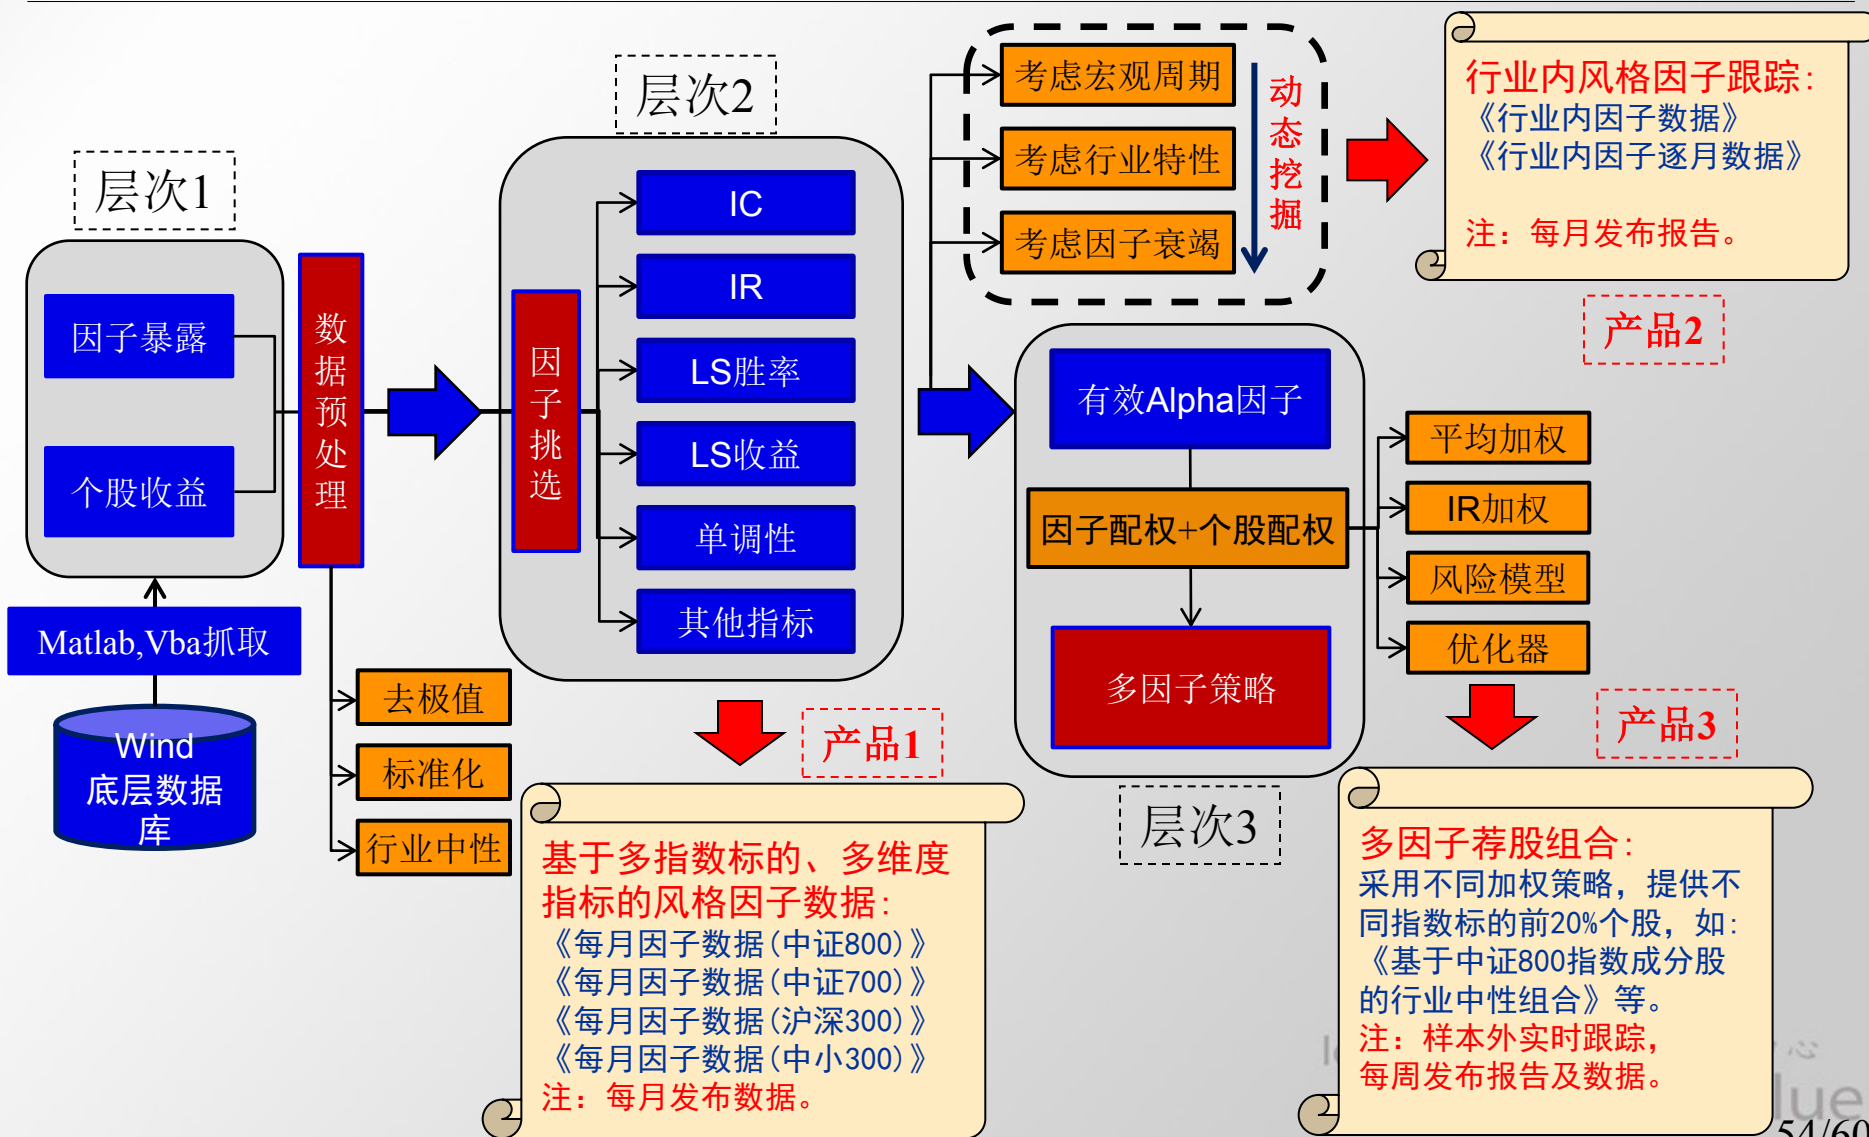 层次1
因子暴露
个股收益
数据预处理
Matlab,Vba抓取
Wind
底层数据
库
去极值
标准化
行业中性
层次2
因子挑选
IC
IR
LS胜率
LS收益
单调性
其他指标
产品1
基于多指数标的、多维度
指标的风格因子数据:
《每月因子数据(中证800)》
《每月因子数据(中证700)》
《每月因子数据(沪深300)》
《每月因子数据(中小300)》
注: 每月发布数据。
考虑宏观周期
考虑行业特性
考虑因子衰竭
动态挖掘
行业内风格因子跟踪:
《行业内因子数据》
《行业内因子逐月数据》
注: 每月发布报告。
产品2
有效Alpha因子
因子配权+个股配权
多因子策略
层次3
平均加权
IR加权
风险模型
优化器
产品3
多因子荐股组合:
采用不同加权策略, 提供不
同指数标的前20%个股, 如:
《基于中证800指数成分股
的行业中性组合》等。
注: 样本外实时跟踪,
每周发布报告及数据。
心
lue
54/60